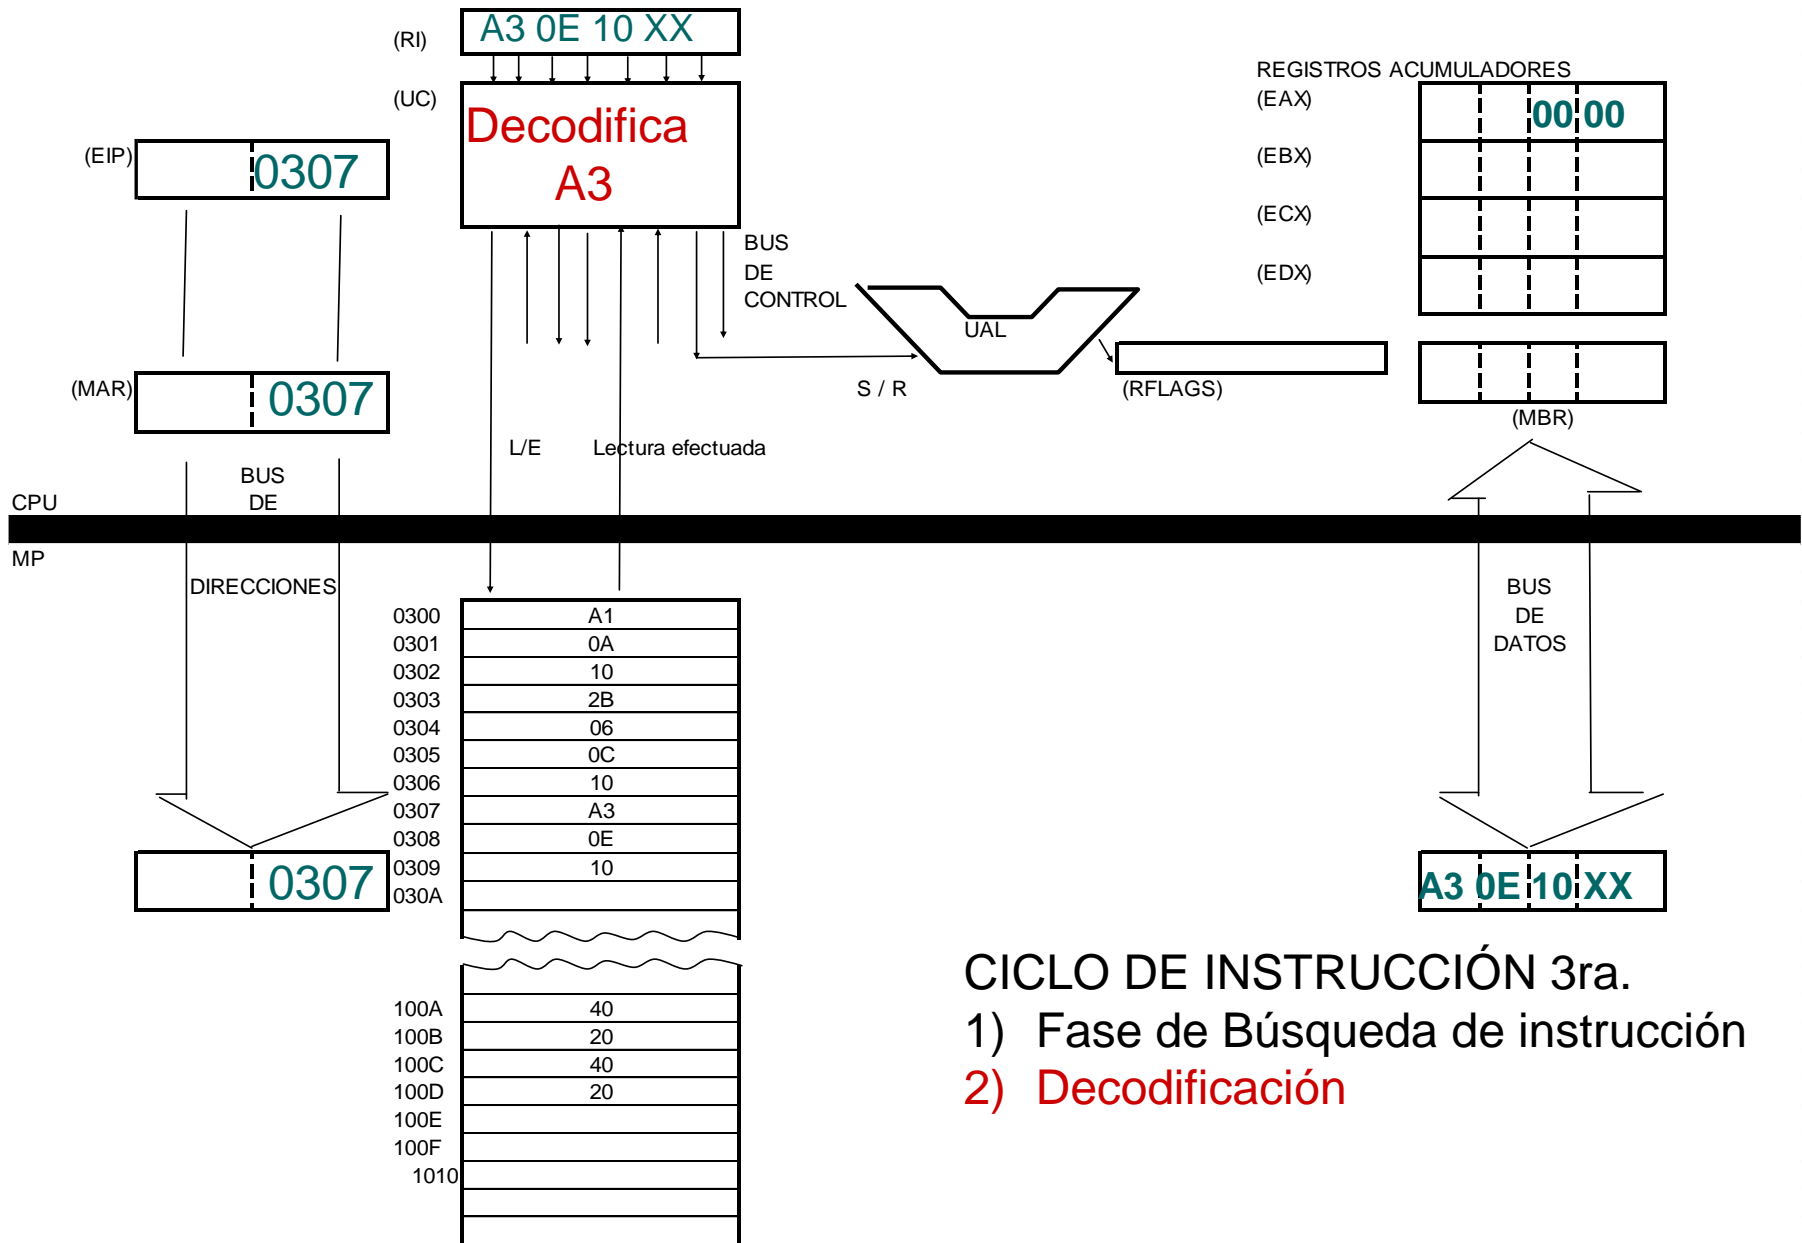 (RI)
A3 0E 10 XX
(UC)
Decodifica
A3
REGISTROS ACUMULADORES
(EAX)
00 00
(EBX)
(ECX)
(EDX)
(EIP)
0307
BUS
DE
CONTROL
UAL
S / R
(RFLAGS)
(MBR)
(MAR)
0307
L/E
Lectura efectuada
BUS
DE
CPU
MP
DIRECCIONES
BUS
DE
DATOS
0300 A1
0301 0A
0302 10
0303 2B
0304 06
0305 0C
0306 10
0307 A3
0308 0E
0309 10
030A
0307
A3 0E 10 XX
100A 40
100B 20
100C 40
100D 20
100E
100F
1010
CICLO DE INSTRUCCIÓN 3ra.
1) Fase de Búsqueda de instrucción
2) Decodificación